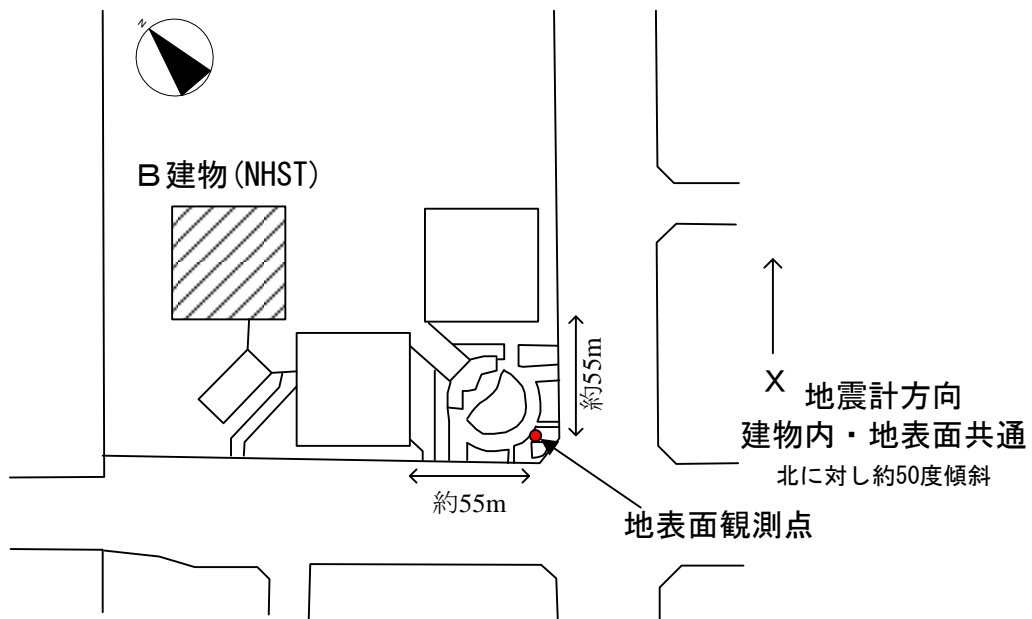 N
B建物(NHST)
約55m
X 地震計方向
建物内・地表面共通
北に対し約50度傾斜
約55m
地表面観測点